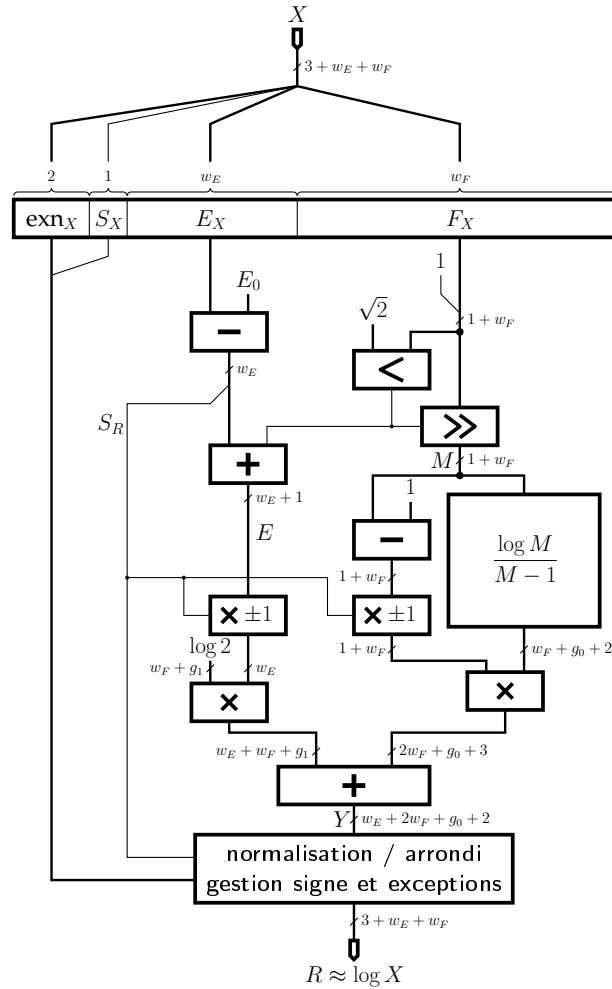 X
3 + w_E + w_F
2 1 w_E w_F
exn_X S_X E_X F_X
E_0 1
− √2 1 + w_F
w_E <
S_R >>
+ M 1 + w_F
w_E + 1 1
E − log M / M − 1
1 + w_F
× ±1 × ±1
log 2 1 + w_F w_F + g_0 + 2
w_F + g_1 w_E
× ×
w_E + w_F + g_1 2w_F + g_0 + 3
+
Y w_E + 2w_F + g_0 + 2
normalisation / arrondi
gestion signe et exceptions
3 + w_E + w_F
R ≈ log X